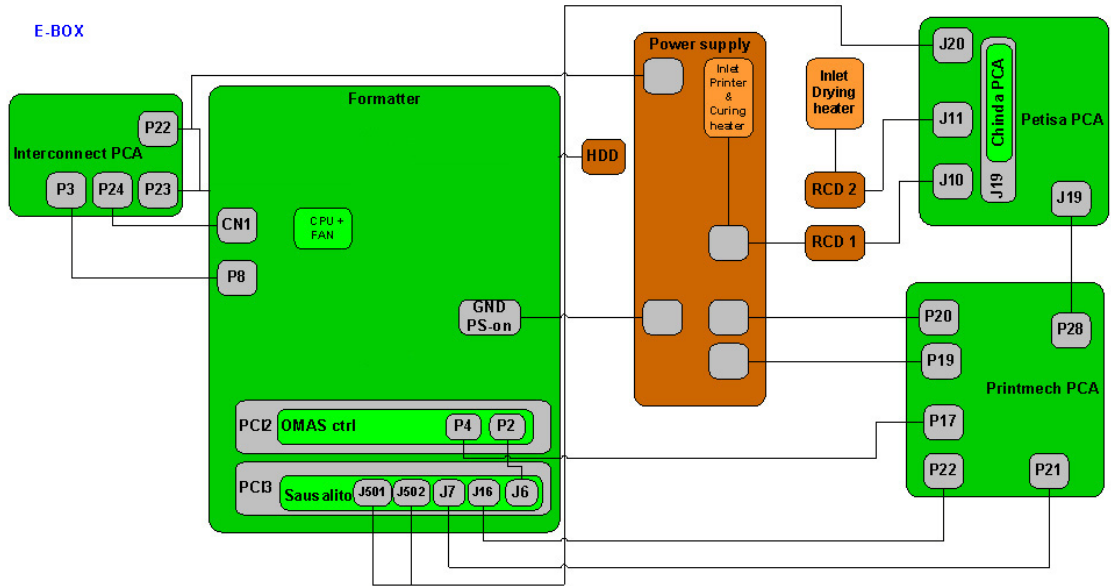 E-BOX
P22
Interconnect PCA
P3
P24
P23
Formatter
CN1
CPU +
FAN
P8
GND
PS-on
PCI2
OMAS ctrl
P4
P2
PCI3
Sausalito
J501
J502
J7
J16
J6
HDD
Power supply
Inlet
Printer
&
Curing
heater
Inlet
Drying
heater
RCD 2
RCD 1
J20
J11
J10
Chinda PCA
J19
Petisa PCA
J19
P20
P28
P19
Printmech PCA
P17
P22
P21